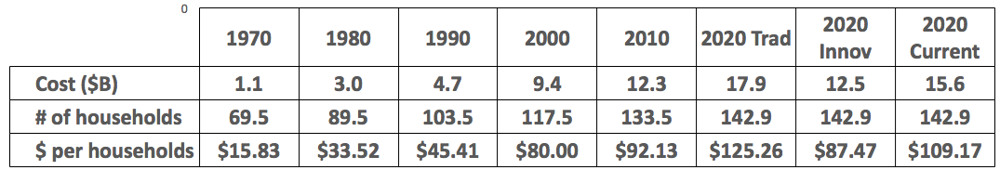 0
1970 1980 1990 2000 2010 2020 Trad 2020 Innov 2020 Current
Cost ($B) 1.1 3.0 4.7 9.4 12.3 17.9 12.5 15.6
# of households 69.5 89.5 103.5 117.5 133.5 142.9 142.9 142.9
$ per households $15.83 $33.52 $45.41 $80.00 $92.13 $125.26 $87.47 $109.17